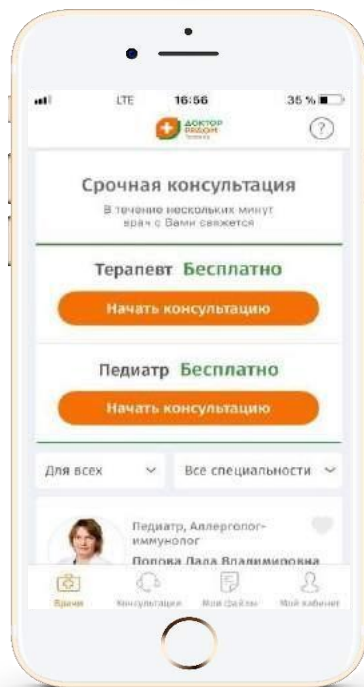 LTE 16:56 35 %
ДОКТОР
РЯДОМ
?
Срочная консультация
В течение нескольких минут
врач с Вами свяжется
Терапевт Бесплатно
Начать консультацию
Педиатр Бесплатно
Начать консультацию
Для всех Все специальности
Педиатр, Аллерголог-
иммунолог
Попова Лада Владимировна
Врачи Консультации Мои файлы Мой кабинет